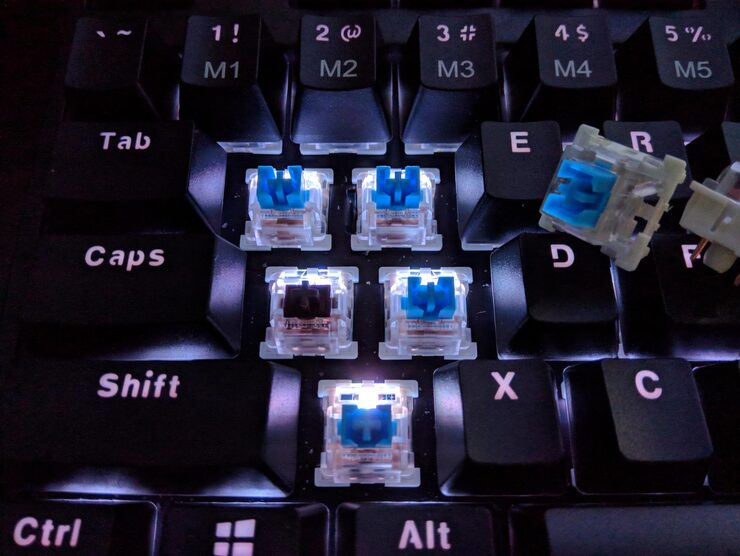 ` ~ 1 ! 2 @ 3 # 4 $ 5 %
M1 M2 M3 M4 M5
Tab E R
Caps D F
Shift X C
Ctrl Alt